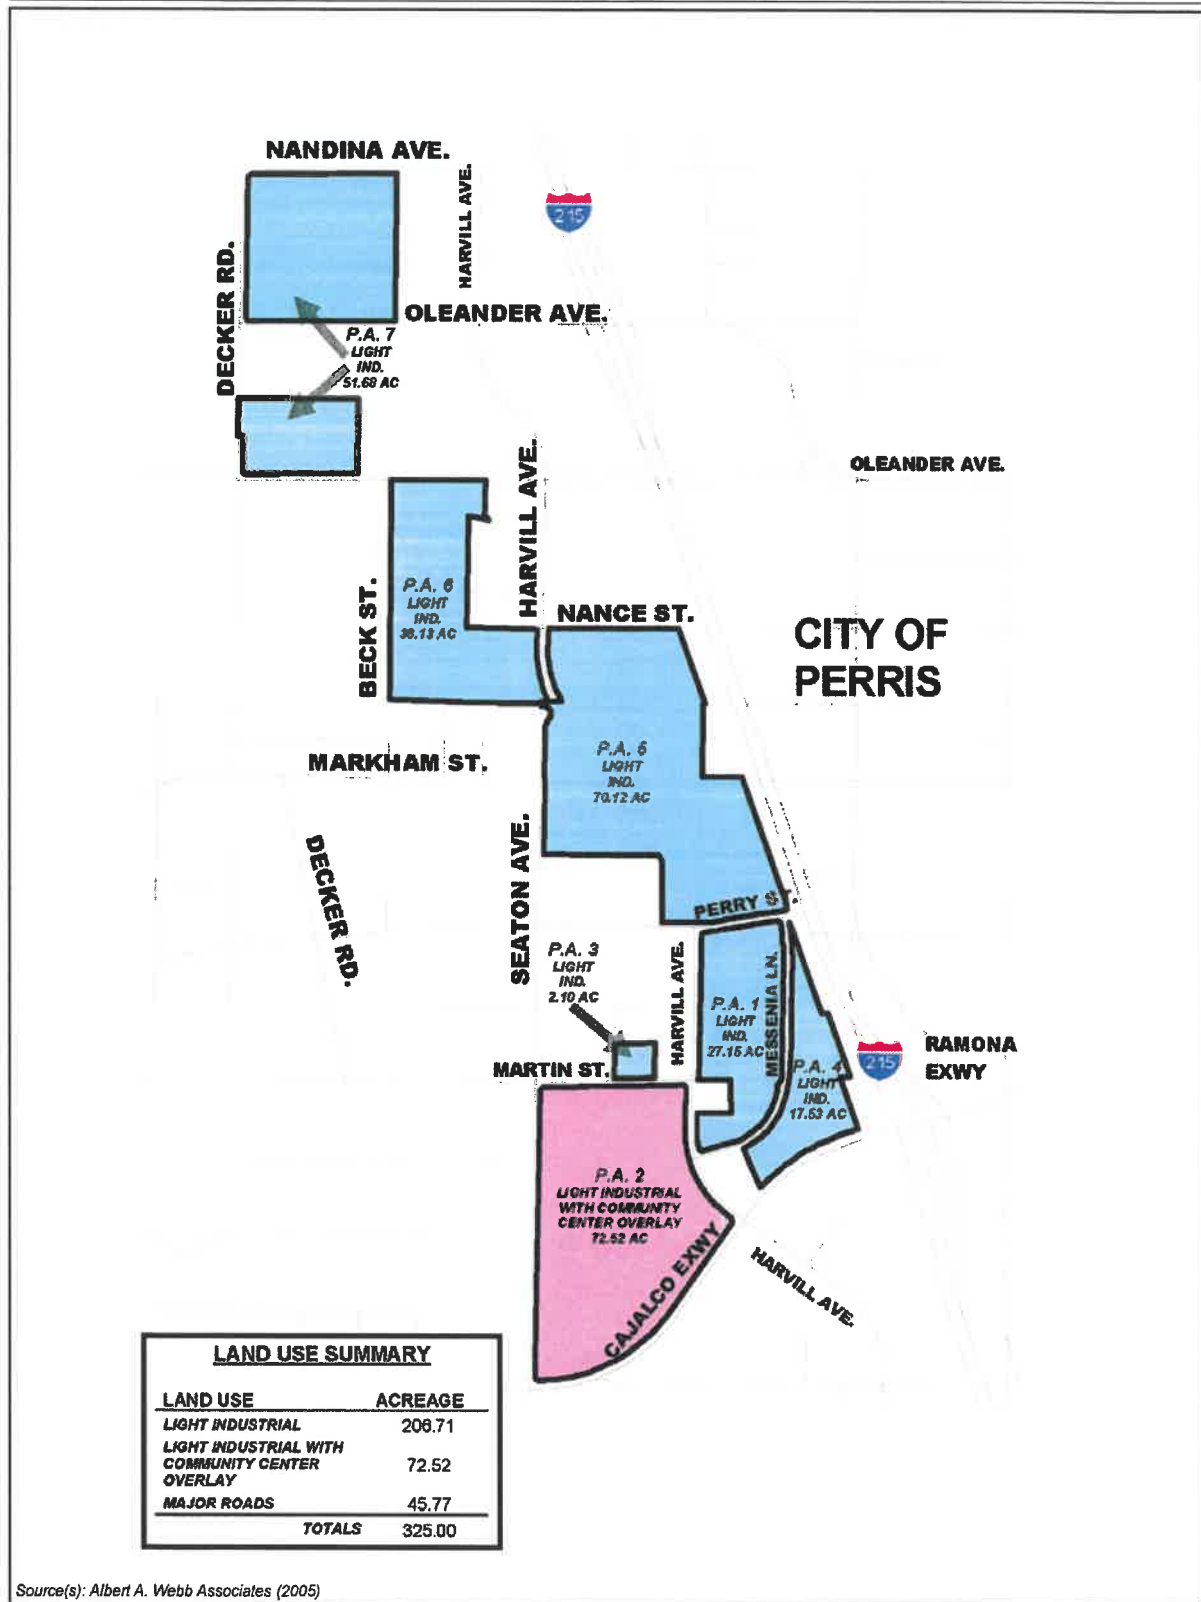 NANDINA AVE.
HARVILL AVE.
215
DECKER RD.
OLEANDER AVE.
P.A. 7
LIGHT
IND.
51.68 AC
HARVILL AVE.
OLEANDER AVE.
BECK ST.
P.A. 6
LIGHT
IND.
38.13 AC
NANCE ST.
CITY OF
PERRIS
MARKHAM ST.
P.A. 5
LIGHT
IND.
70.12 AC
DECKER RD.
SEATON AVE.
PERRY ST.
P.A. 3
LIGHT
IND.
2.10 AC
HARVILL AVE.
P.A. 1
LIGHT
IND.
27.15 AC
MESSENIA LN.
MARTIN ST.
P.A. 4
LIGHT
IND.
17.53 AC
215
RAMONA
EXWY
P.A. 2
LIGHT INDUSTRIAL
WITH COMMUNITY
CENTER OVERLAY
72.52 AC
CAJALCO EXWY
HARVILL AVE.
LAND USE SUMMARY
LAND USE ACREAGE
LIGHT INDUSTRIAL 206.71
LIGHT INDUSTRIAL WITH
COMMUNITY CENTER 72.52
OVERLAY
MAJOR ROADS 45.77
TOTALS 325.00
Source(s): Albert A. Webb Associates (2005)